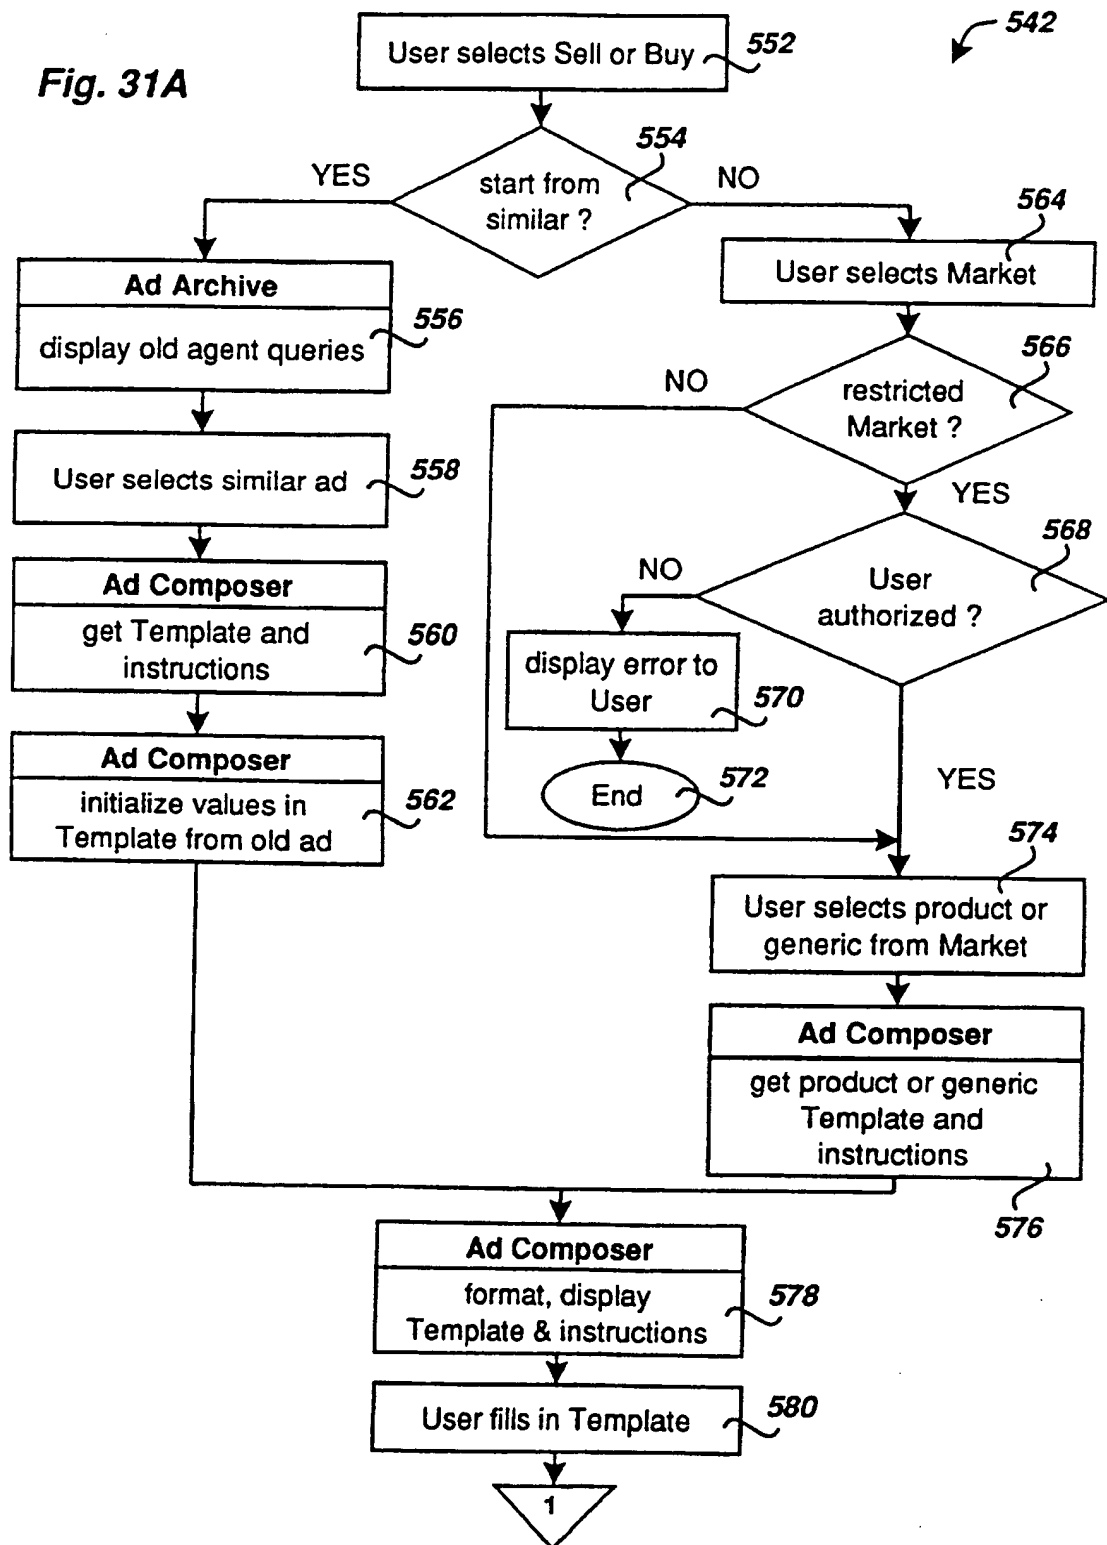 Fig. 31A
542
User selects Sell or Buy
552
554
start from
similar ?
YES
NO
Ad Archive
display old agent queries
556
User selects similar ad
558
Ad Composer
get Template and
instructions
560
Ad Composer
initialize values in
Template from old ad
562
564
User selects Market
566
restricted
Market ?
NO
YES
568
User
authorized ?
NO
display error to
User
570
End
572
YES
574
User selects product or
generic from Market
Ad Composer
get product or generic
Template and
instructions
576
Ad Composer
format, display
Template & instructions
578
User fills in Template
580
1